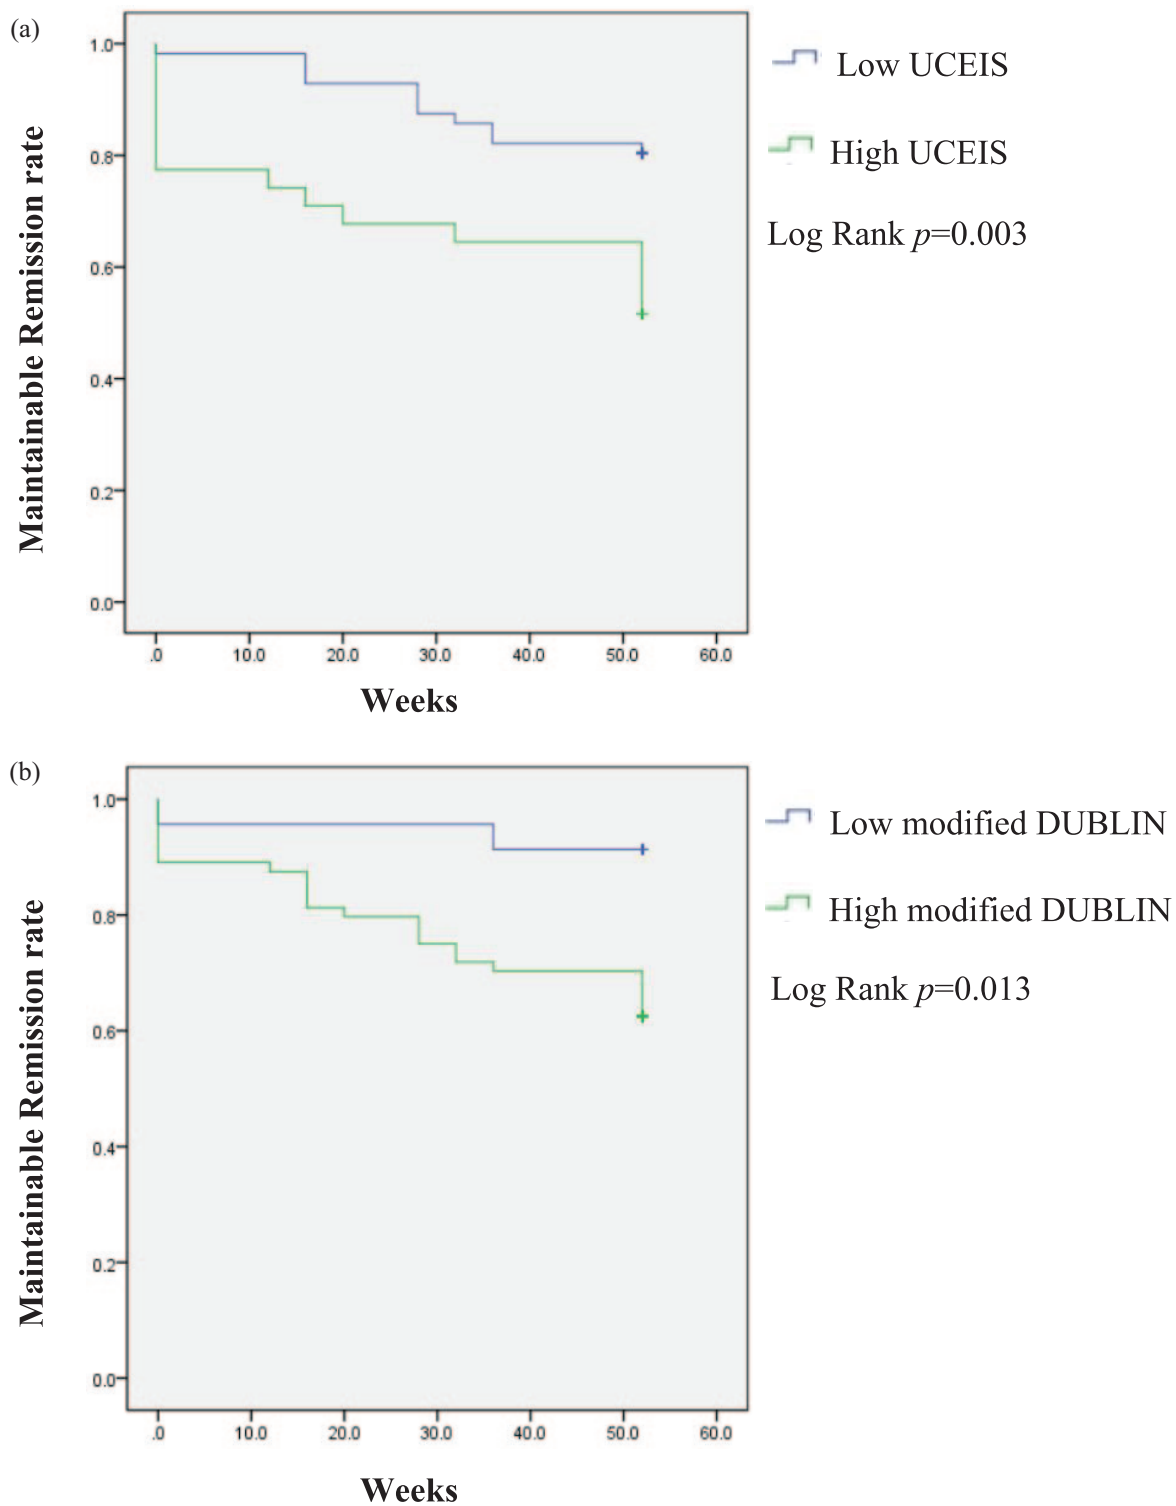 (a)
Maintainable Remission rate
1.0
0.8
0.6
0.4
0.2
0.0
.0 10.0 20.0 30.0 40.0 50.0 60.0
Weeks
Low UCEIS
High UCEIS
Log Rank p=0.003
(b)
Maintainable Remission rate
1.0
0.8
0.6
0.4
0.2
0.0
.0 10.0 20.0 30.0 40.0 50.0 60.0
Weeks
Low modified DUBLIN
High modified DUBLIN
Log Rank p=0.013